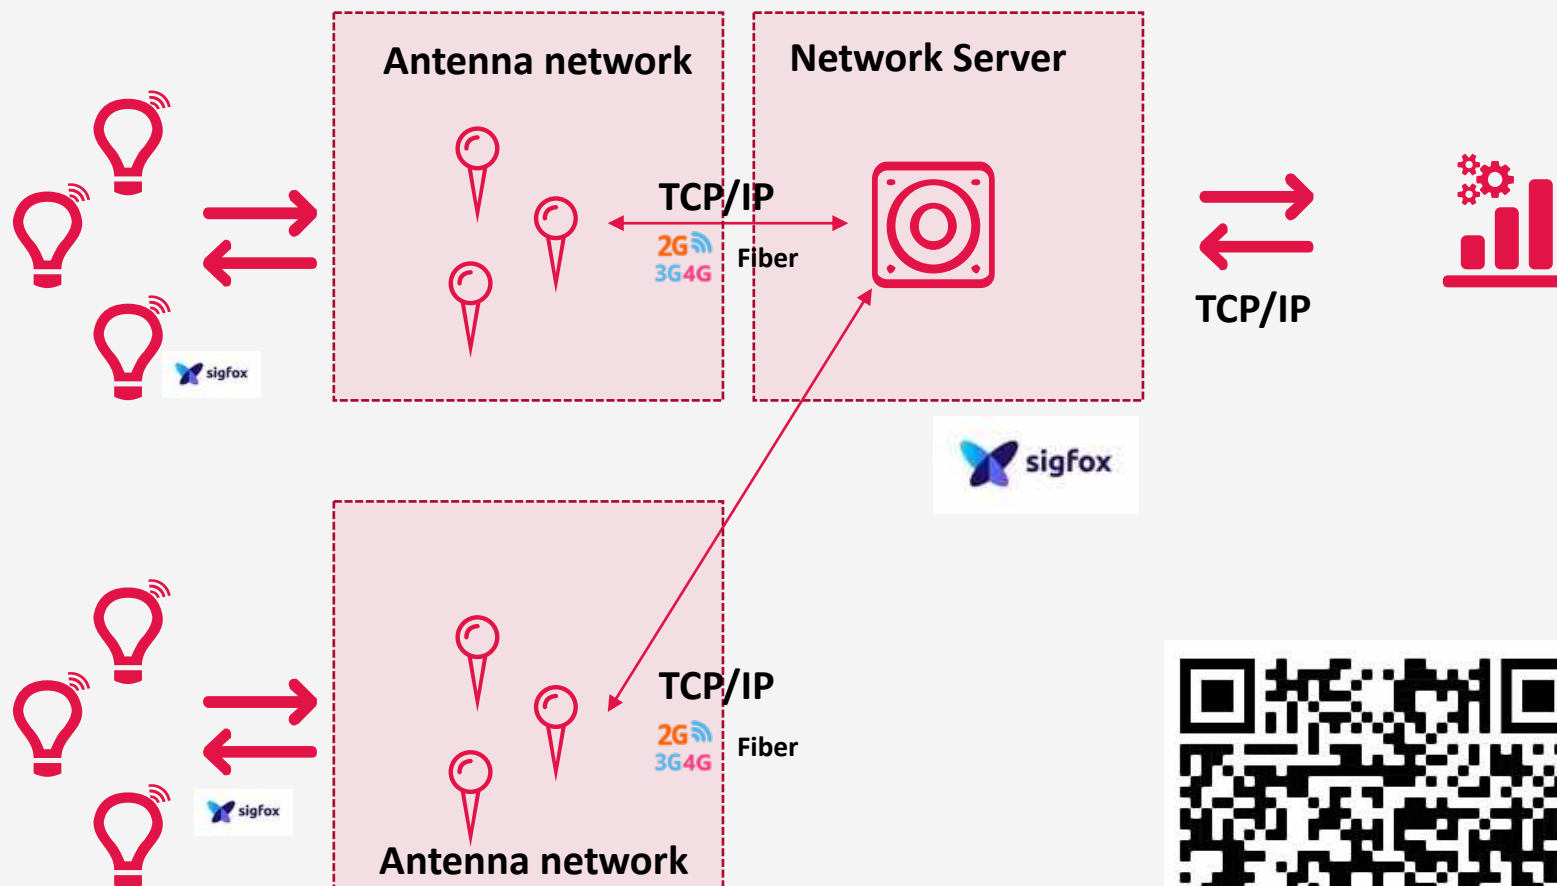 Antenna network
Network Server
TCP/IP
2G
3G4G
Fiber
TCP/IP
sigfox
sigfox
TCP/IP
2G
3G4G
Fiber
sigfox
Antenna network